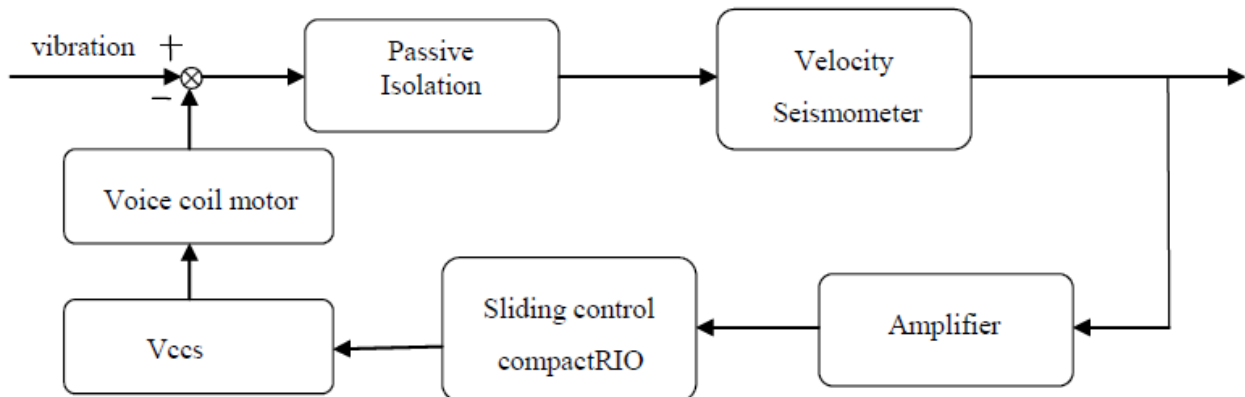 vibration
+
−
Passive
Isolation
Velocity
Seismometer
Voice coil motor
Vccs
Sliding control
compactRIO
Amplifier